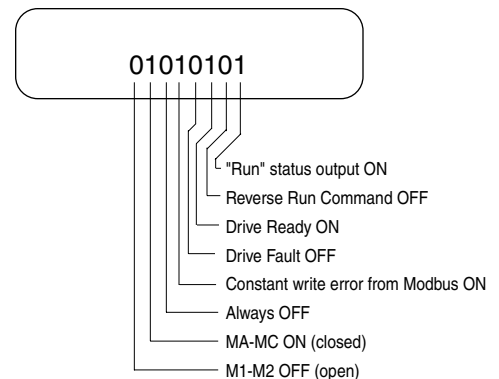 01010101
"Run" status output ON
Reverse Run Command OFF
Drive Ready ON
Drive Fault OFF
Constant write error from Modbus ON
Always OFF
MA-MC ON (closed)
M1-M2 OFF (open)